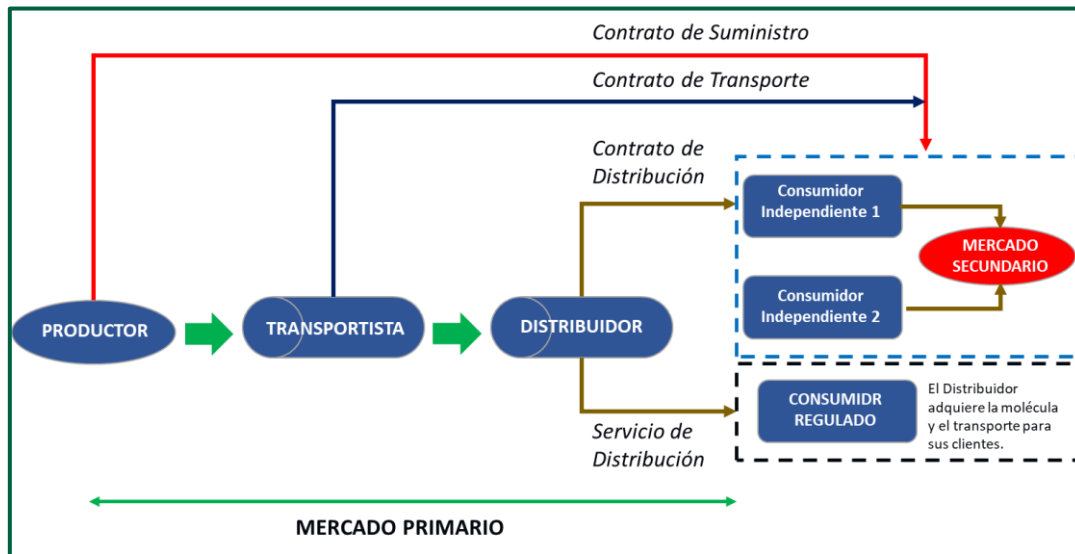 Contrato de Suministro
Contrato de Transporte
Contrato de
Distribución
Consumidor
Independiente 1
MERCADO
SECUNDARIO
Consumidor
Independiente 2
PRODUCTOR
TRANSPORTISTA
DISTRIBUIDOR
CONSUMIDR
REGULADO
El Distribuidor
adquiere la molécula
y el transporte para
sus clientes.
Servicio de
Distribución
MERCADO PRIMARIO